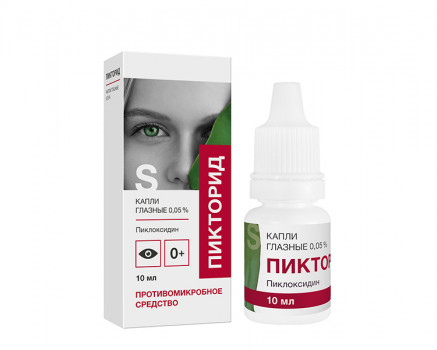 ПИКТОРИД
S
КАПЛИ
ГЛАЗНЫЕ 0,05 %
Пиклоксидин
0+
10 мл
ПРОТИВОМИКРОБНОЕ
СРЕДСТВО
ПИКТОРИД
S
КАПЛИ
ГЛАЗНЫЕ 0,05 %
ПИКТОР
Пиклоксидин
10 мл